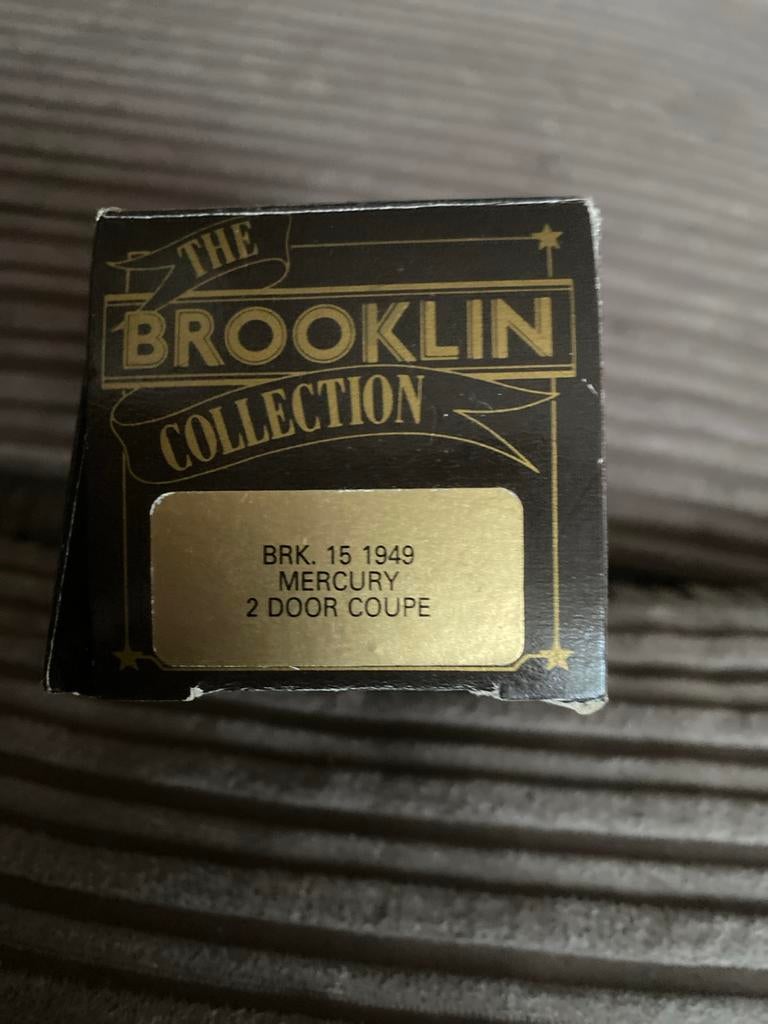 THE
BROOKLIN
COLLECTION
BRK. 15 1949
MERCURY
2 DOOR COUPE